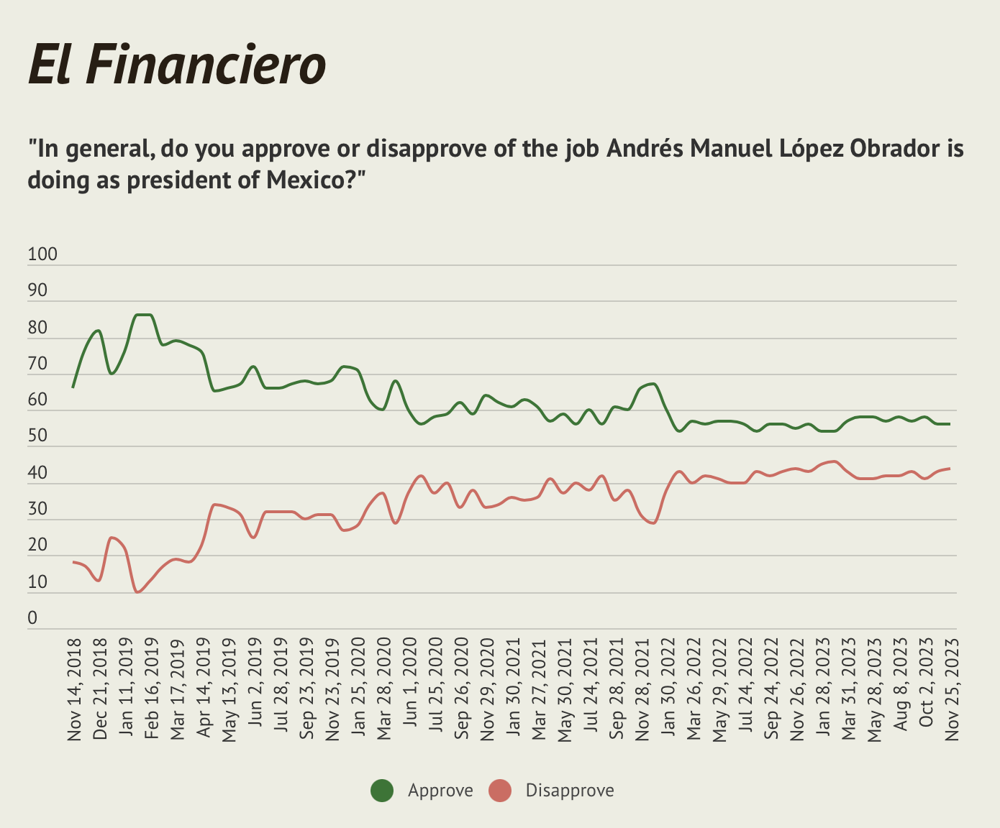 El Financiero
"In general, do you approve or disapprove of the job Andrés Manuel López Obrador is
doing as president of Mexico?"
100
90
80
70
60
50
40
30
20
10
0
Nov 14, 2018
Dec 21, 2018
Jan 11, 2019
Feb 16, 2019
Mar 17, 2019
Apr 14, 2019
May 13, 2019
Jun 2, 2019
Jul 28, 2019
Sep 23, 2019
Nov 23, 2019
Jan 25, 2020
Mar 28, 2020
Jun 1, 2020
Jul 25, 2020
Sep 26, 2020
Nov 29, 2020
Jan 30, 2021
Mar 27, 2021
May 30, 2021
Jul 24, 2021
Sep 28, 2021
Nov 28, 2021
Jan 30, 2022
Mar 26, 2022
May 29, 2022
Jul 24, 2022
Sep 24, 2022
Nov 26, 2022
Jan 28, 2023
Mar 31, 2023
May 28, 2023
Aug 8, 2023
Oct 2, 2023
Nov 25, 2023
Approve Disapprove